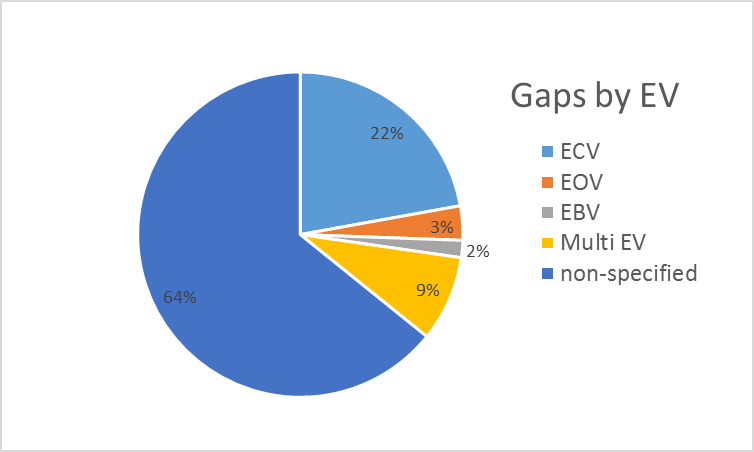 Gaps by EV
22%
ECV
EOV
3%
EBV
2%
Multi EV
9%
non-specified
64%